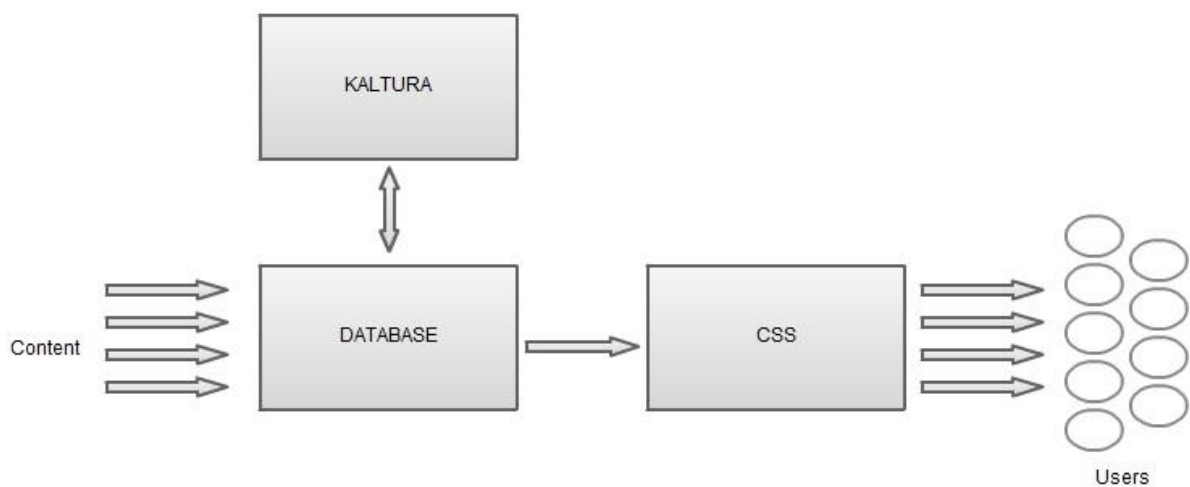 KALTURA
Content
DATABASE
CSS
Users